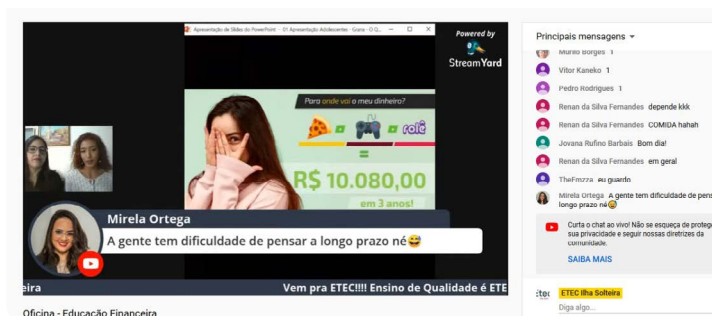 Apresentação de Slides do PowerPoint - 01 Apresentação Adolescentes - Grana - O Q...
Powered by
StreamYard
Para onde vai o meu dinheiro?
rolê
=
R$ 10.080,00
em 3 anos!
Mirela Ortega
A gente tem dificuldade de pensar a longo prazo né😅
eira
Vem pra ETEC!!!! Ensino de Qualidade é ETE
Oficina - Educação Financeira
Principais mensagens
Murilo Borges 1
Vitor Kaneko 1
Pedro Rodrigues 1
Renan da Silva Fernandes depende kkk
Renan da Silva Fernandes COMIDA hahah
Jovana Rufino Barbais Bom dia!
Renan da Silva Fernandes em geral
TheFmzza eu guardo
Mirela Ortega A gente tem dificuldade de pens
longo prazo né😅
Curta o chat ao vivo! Não se esqueça de protege
sua privacidade e seguir nossas diretrizes da
comunidade.
SAIBA MAIS
ETEC Ilha Solteira
Diga algo...